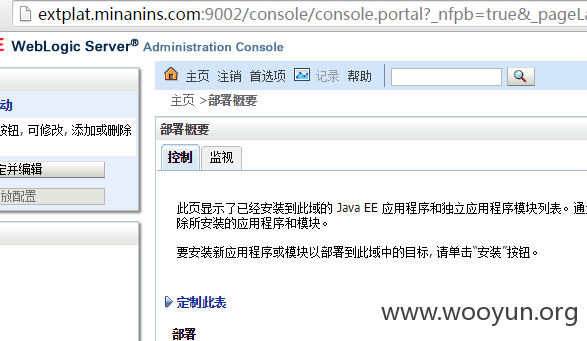 extplat.minanins.com:9002/console/console.portal?_nfpb=true&_pageLa
WebLogic Server® Administration Console
动
按钮, 可修改, 添加或删除
定并编辑
放配置
主页 注销 首选项 记录 帮助
主页 >部署概要
部署概要
控制 监视
此页显示了已经安装到此域的 Java EE 应用程序和独立应用程序模块列表。通
除所安装的应用程序和模块。
要安装新应用程序或模块以部署到此域中的目标, 请单击“安装”按钮。
定制此表
部署
www.wooyun.org